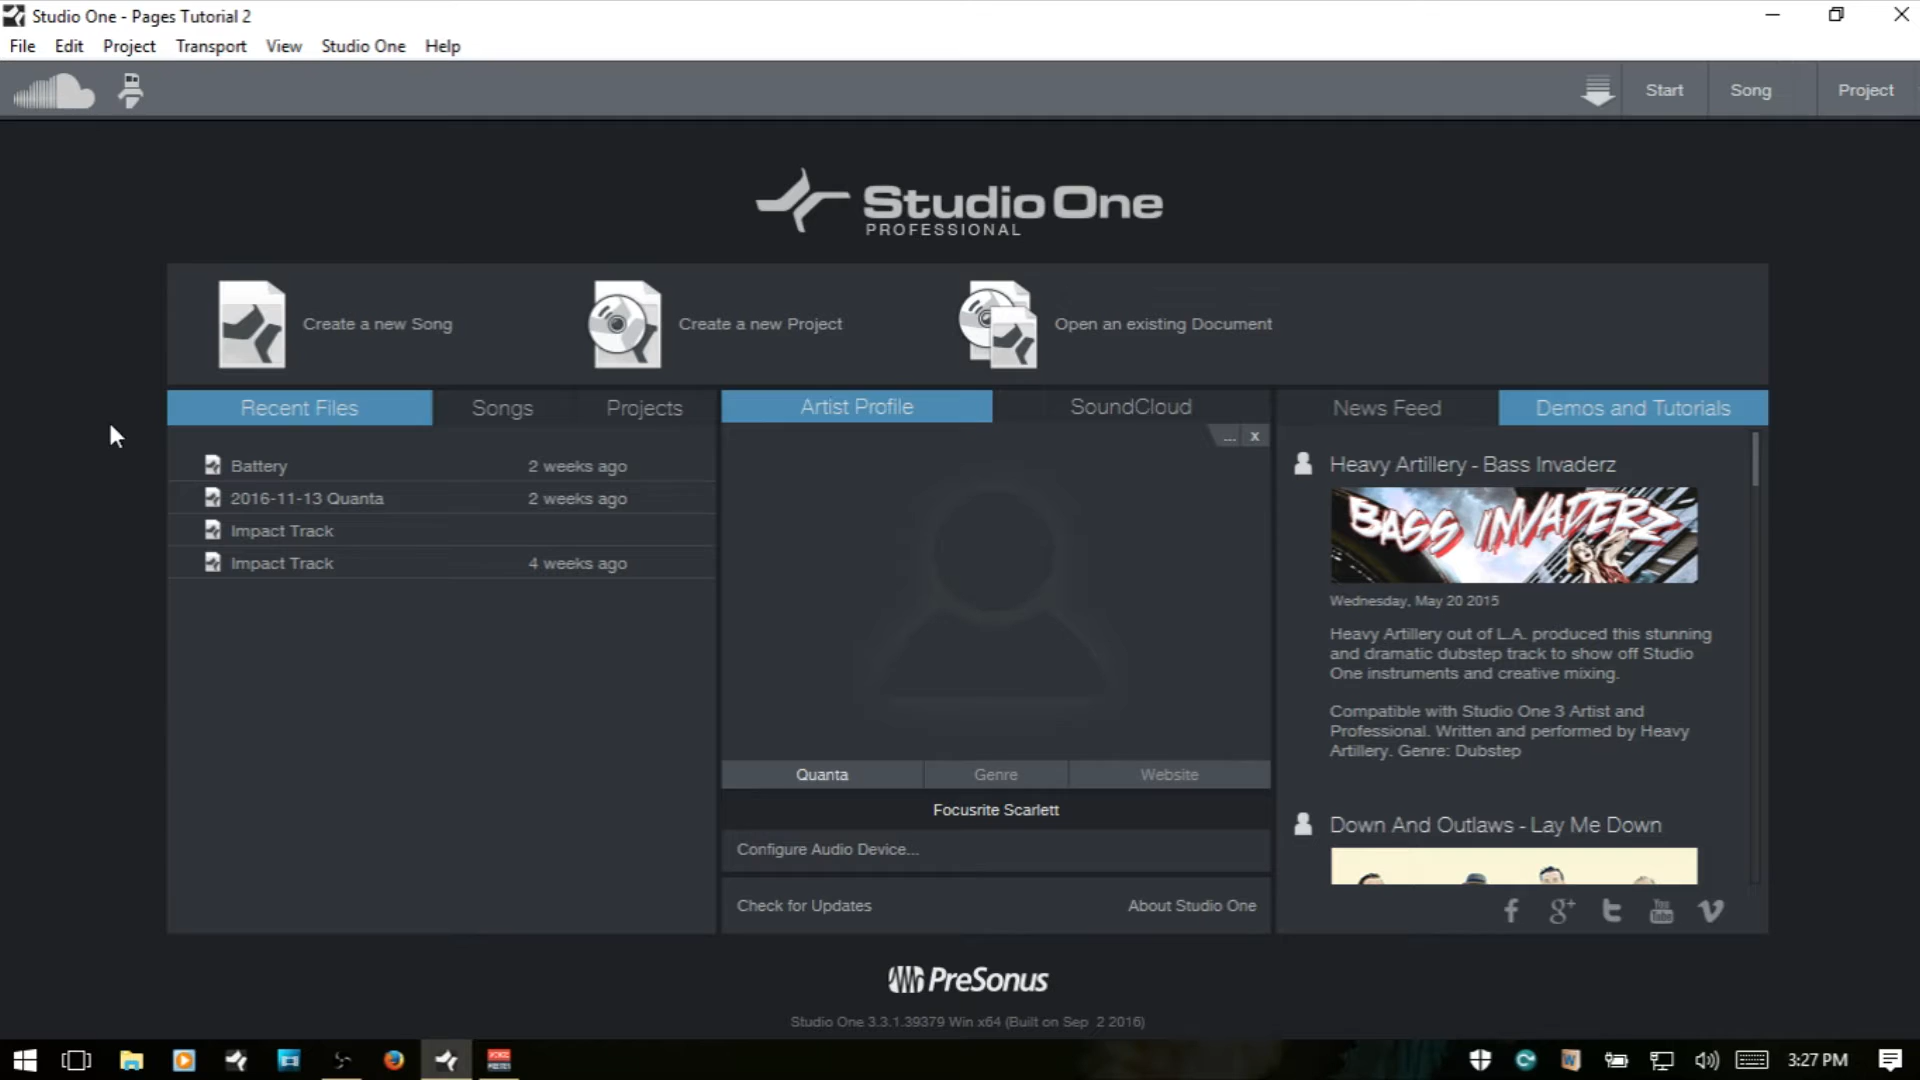 Studio One - Pages Tutorial 2
File Edit Project Transport View Studio One Help
Start Song Project
Studio One
PROFESSIONAL
Create a new Song
Create a new Project
Open an existing Document
Recent Files Songs Projects
Artist Profile SoundCloud
News Feed Demos and Tutorials
... x
Battery 2 weeks ago
2016-11-13 Quanta 2 weeks ago
Impact Track
Impact Track 4 weeks ago
Quanta Genre Website
Focusrite Scarlett
Configure Audio Device...
Check for Updates About Studio One
Heavy Artillery - Bass Invaderz
BASS INVADERZ
Wednesday, May 20 2015
Heavy Artillery out of L.A. produced this stunning
and dramatic dubstep track to show off Studio
One instruments and creative mixing.
Compatible with Studio One 3 Artist and
Professional. Written and performed by Heavy
Artillery. Genre: Dubstep
Down And Outlaws - Lay Me Down
PreSonus
Studio One 3.3.1.39379 Win x64 (Built on Sep 2 2016)
3:27 PM